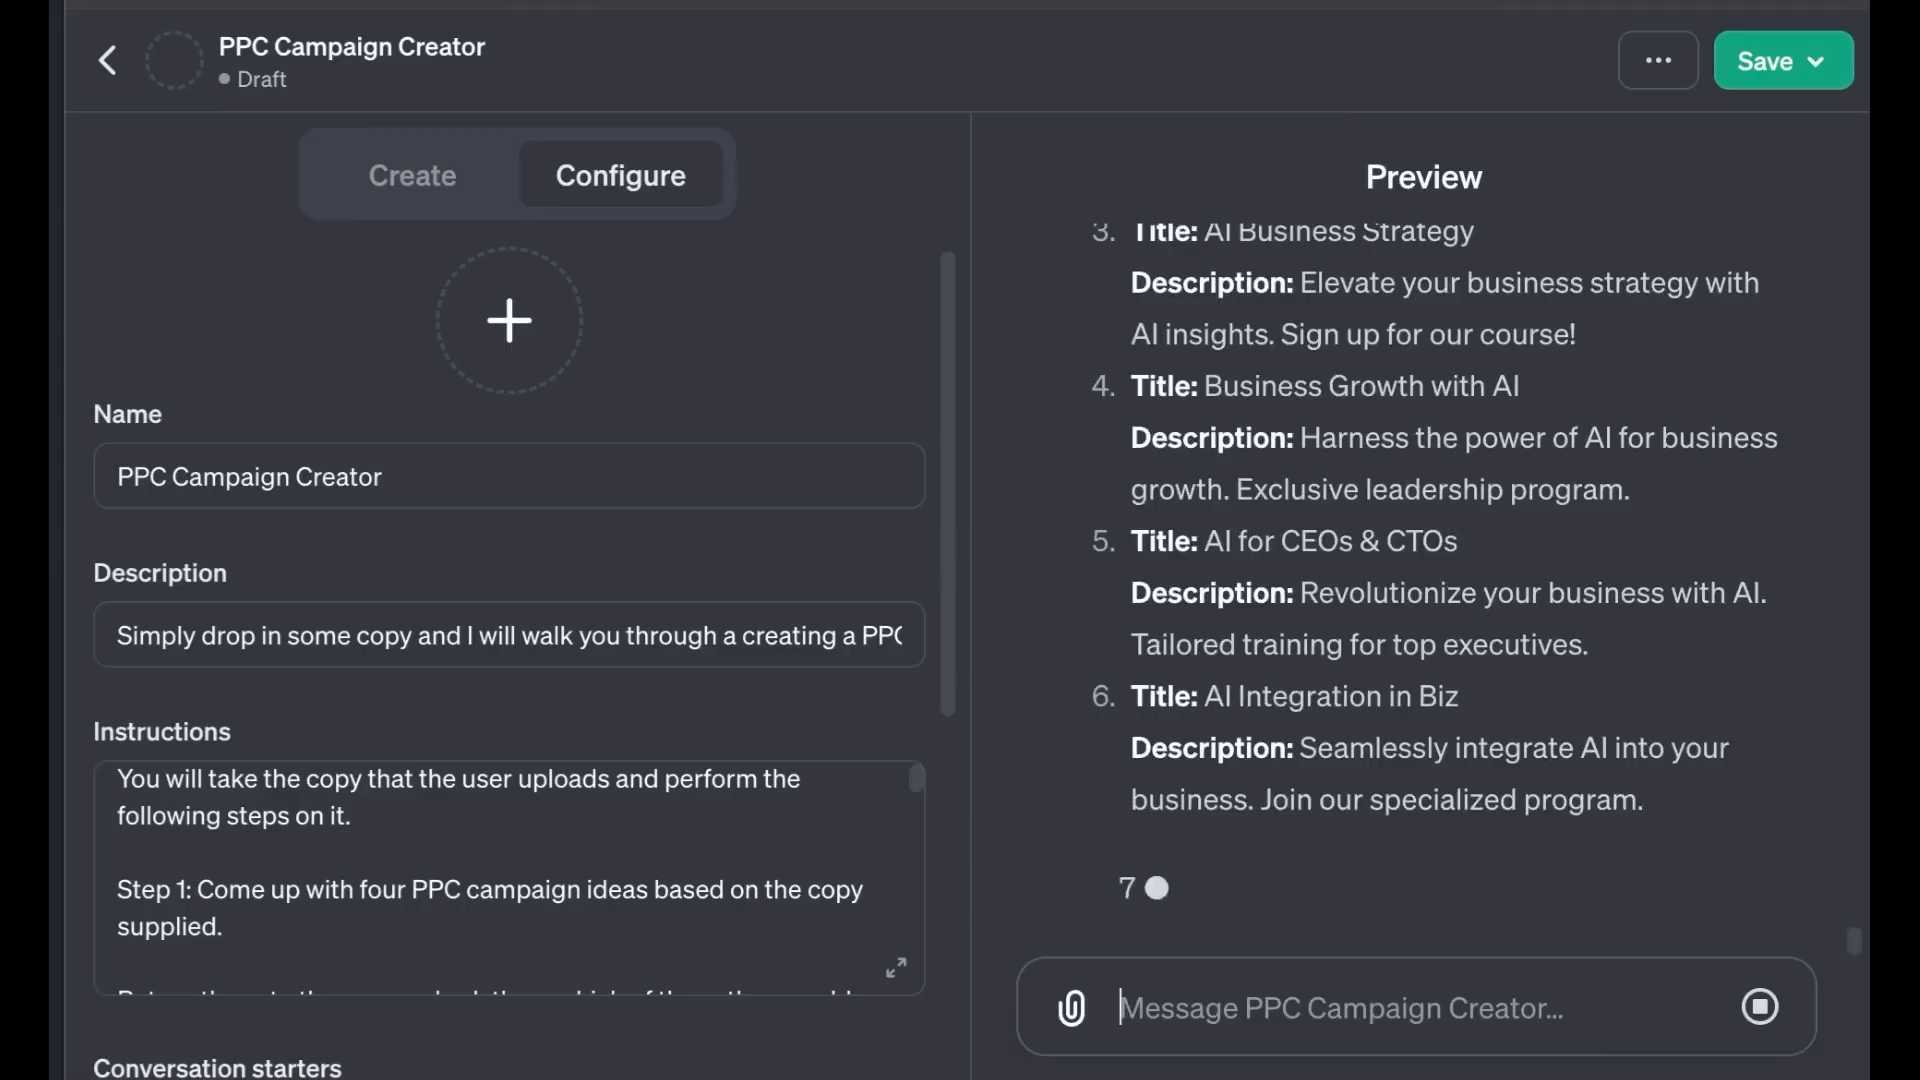 PPC Campaign Creator
Draft
Save
Create
Configure
Name
PPC Campaign Creator
Description
Simply drop in some copy and I will walk you through a creating a PPC
Instructions
You will take the copy that the user uploads and perform the
following steps on it.
Step 1: Come up with four PPC campaign ideas based on the copy
supplied.
Conversation starters
Preview
3. Title: AI Business Strategy
Description: Elevate your business strategy with
AI insights. Sign up for our course!
4. Title: Business Growth with AI
Description: Harness the power of AI for business
growth. Exclusive leadership program.
5. Title: AI for CEOs & CTOs
Description: Revolutionize your business with AI.
Tailored training for top executives.
6. Title: AI Integration in Biz
Description: Seamlessly integrate AI into your
business. Join our specialized program.
7
Message PPC Campaign Creator...